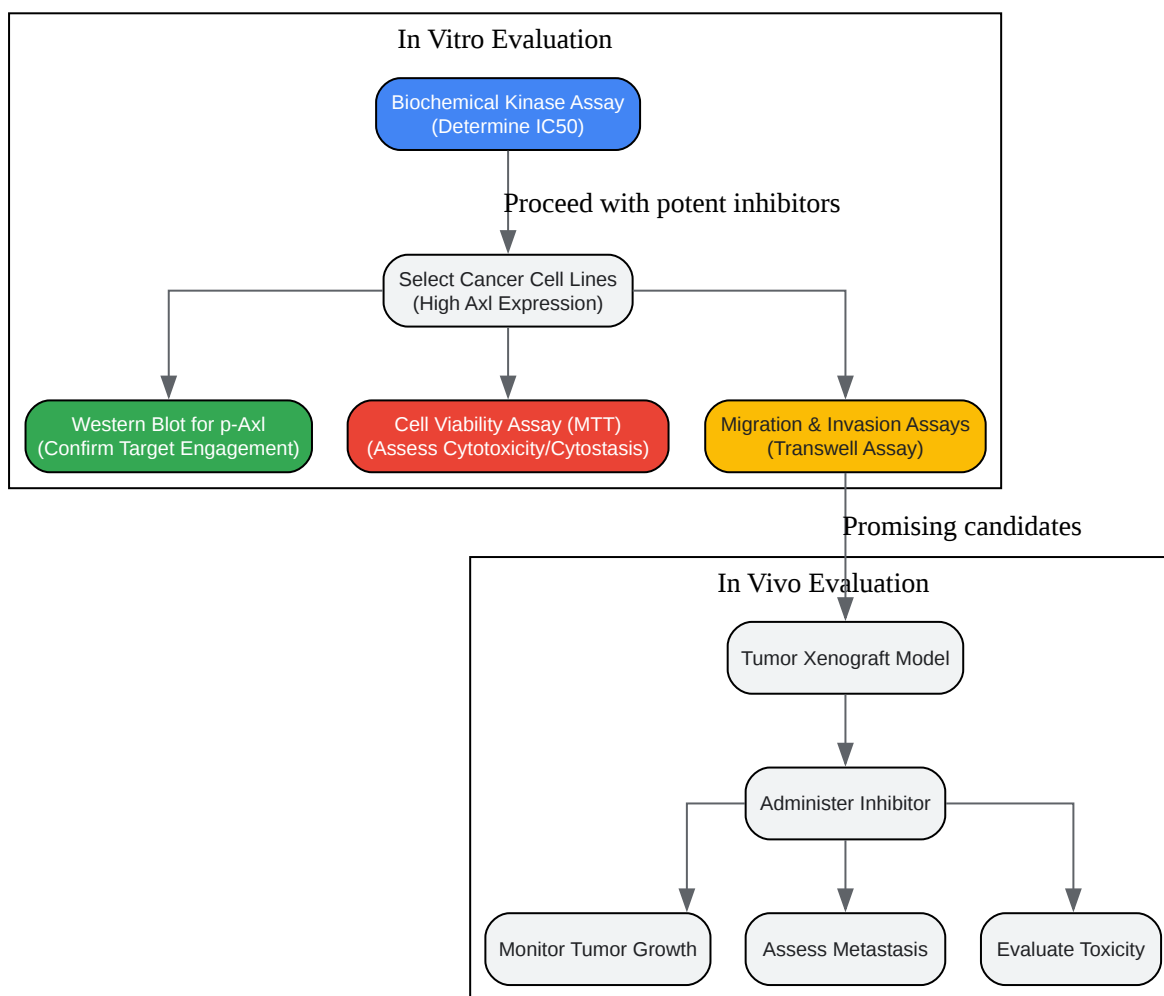 In Vitro Evaluation
Biochemical Kinase Assay
(Determine IC50)
Proceed with potent inhibitors
Select Cancer Cell Lines
(High Axl Expression)
Western Blot for p-Axl
(Confirm Target Engagement)
Cell Viability Assay (MTT)
(Assess Cytotoxicity/Cytostasis)
Migration & Invasion Assays
(Transwell Assay)
Promising candidates
In Vivo Evaluation
Tumor Xenograft Model
Administer Inhibitor
Monitor Tumor Growth
Assess Metastasis
Evaluate Toxicity